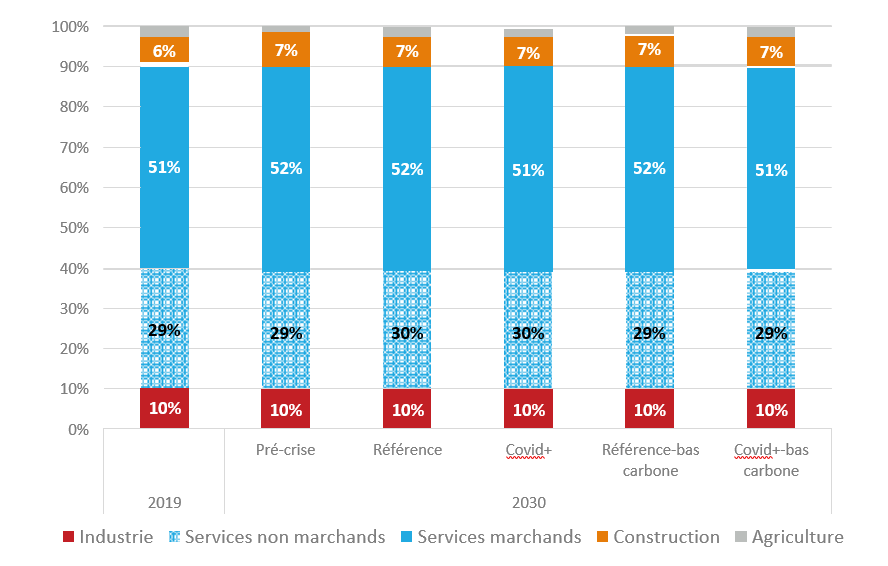 100%
90%
80%
70%
60%
50%
40%
30%
20%
10%
0%
6% 7% 7% 7% 7% 7%
51% 52% 52% 51% 52% 51%
29% 29% 30% 30% 29% 29%
10% 10% 10% 10% 10% 10%
Pré-crise Référence Covid+ Référence-bas Covid+-bas
carbone carbone
2019 2030
Industrie Services non marchands Services marchands Construction Agriculture